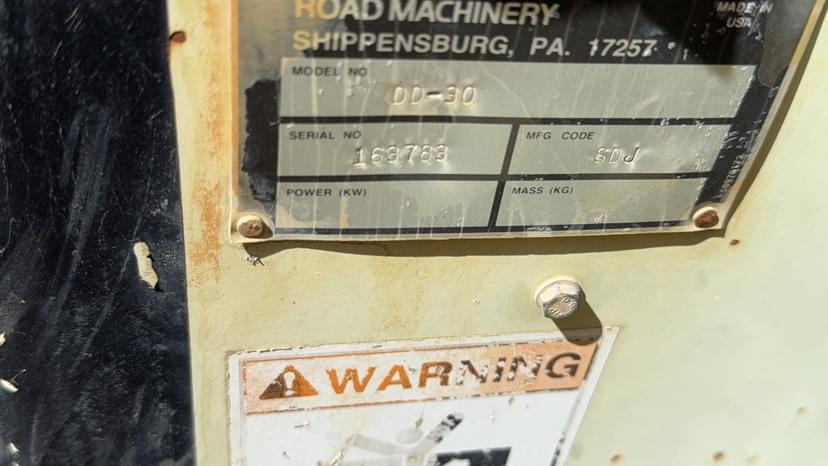 ROAD MACHINERY
MADE IN
USA
SHIPPENSBURG, PA. 17257
MODEL NO
DD-30
SERIAL NO
163783
MFG CODE
SDJ
POWER (KW)
MASS (KG)
WARNING